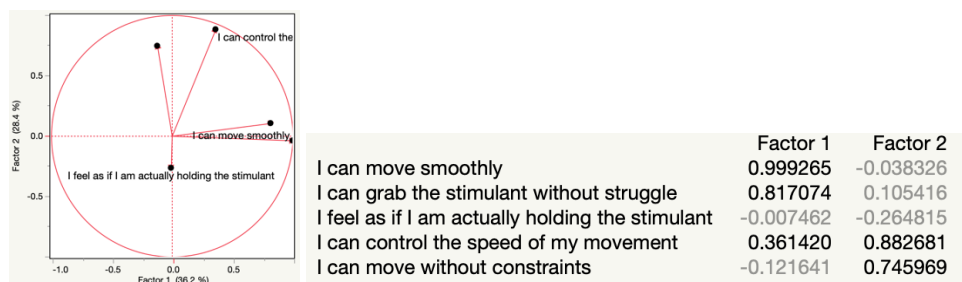 I can control the
0.5
0.0
-0.5
Factor 2 (28.4 %)
I can move smoothly
I feel as if I am actually holding the stimulant
-1.0 -0.5 0.0 0.5
Factor 1 (36.2 %)
Factor 1 Factor 2
I can move smoothly 0.999265 -0.038326
I can grab the stimulant without struggle 0.817074 0.105416
I feel as if I am actually holding the stimulant -0.007462 -0.264815
I can control the speed of my movement 0.361420 0.882681
I can move without constraints -0.121641 0.745969